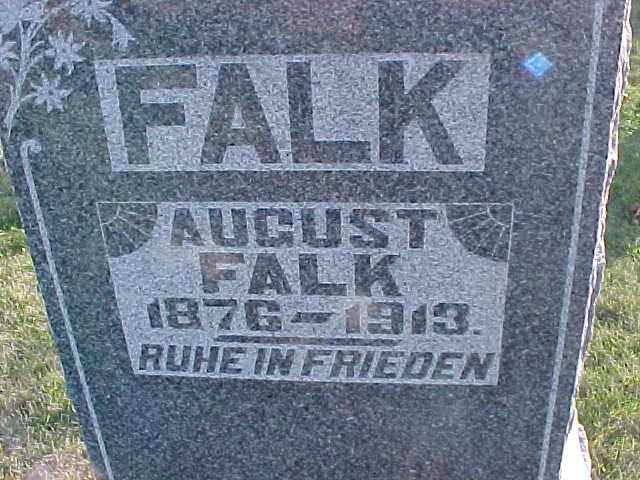 FALK
AUGUST
FALK
1876-1913.
RUHE IN FRIEDEN